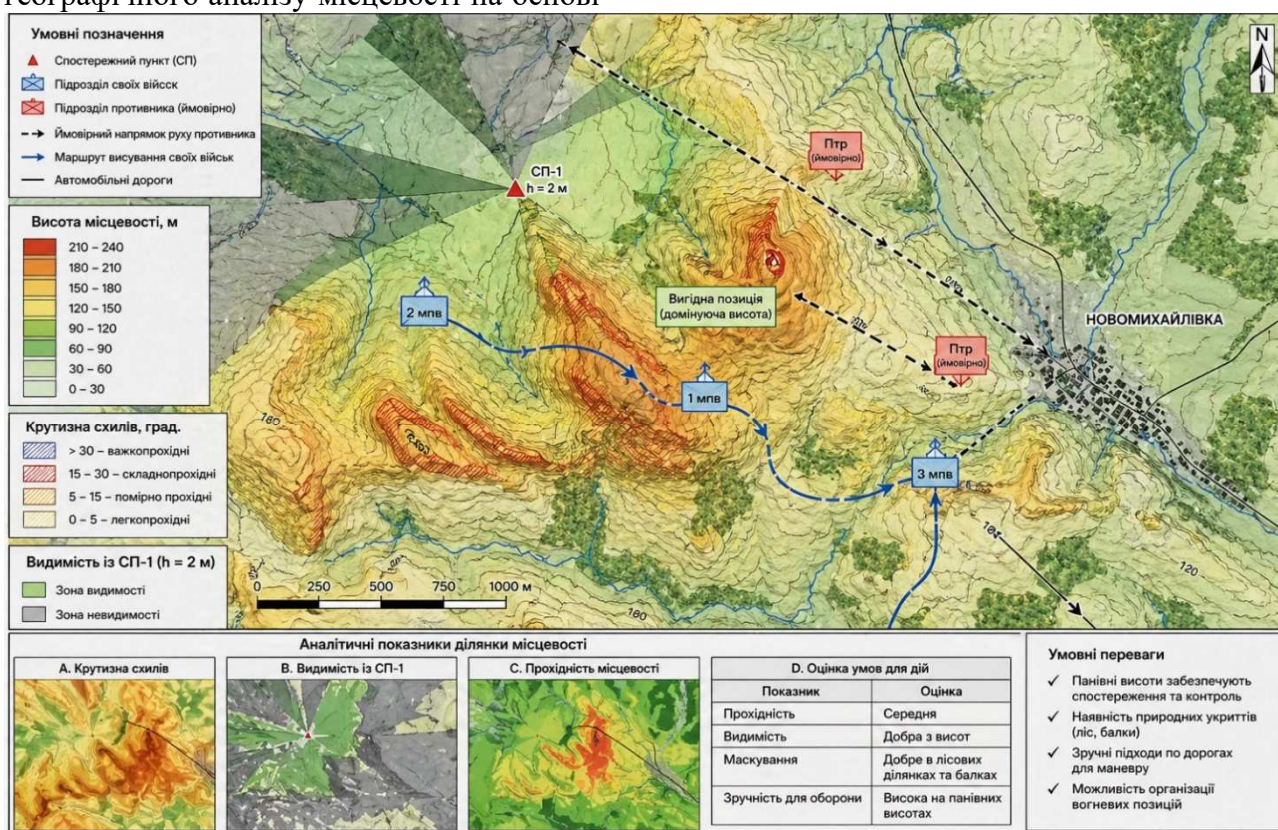 географічного аналізу місцевості на основі
Умовні позначення
Спостережний пункт (СП)
Підрозділ своїх військ
Підрозділ противника (ймовірно)
Ймовірний напрямок руху противника
Маршрут висування своїх військ
Автомобільні дороги
Висота місцевості, м
210 – 240
180 – 210
150 – 180
120 – 150
90 – 120
60 – 90
30 – 60
0 – 30
Крутизна схилів, град.
> 30 – важкопрохідні
15 – 30 – складнопрохідні
5 – 15 – помірно прохідні
0 – 5 – легкопрохідні
Видимість із СП-1 (h = 2 м)
Зона видимості
Зона невидимості
N
СП-1
h = 2 м
Птр
(ймовірно)
Вигідна позиція
(домінуюча висота)
2 мпв
НОВОМИХАЙЛІВКА
Птр
(ймовірно)
1 мпв
3 мпв
180
180
120
0 250 500 750 1000 м
Аналітичні показники ділянки місцевості
A. Крутизна схилів
B. Видимість із СП-1
C. Прохідність місцевості
D. Оцінка умов для дій
Показник Оцінка
Прохідність Середня
Видимість Добра з висот
Маскування Добре в лісових
ділянках та балках
Зручність для оборони Висока на панівних
висотах
Умовні переваги
✓ Панівні висоти забезпечують
спостереження та контроль
✓ Наявність природних укриттів
(ліс, балки)
✓ Зручні підходи по дорогах
для маневру
✓ Можливість організації
вогневих позицій